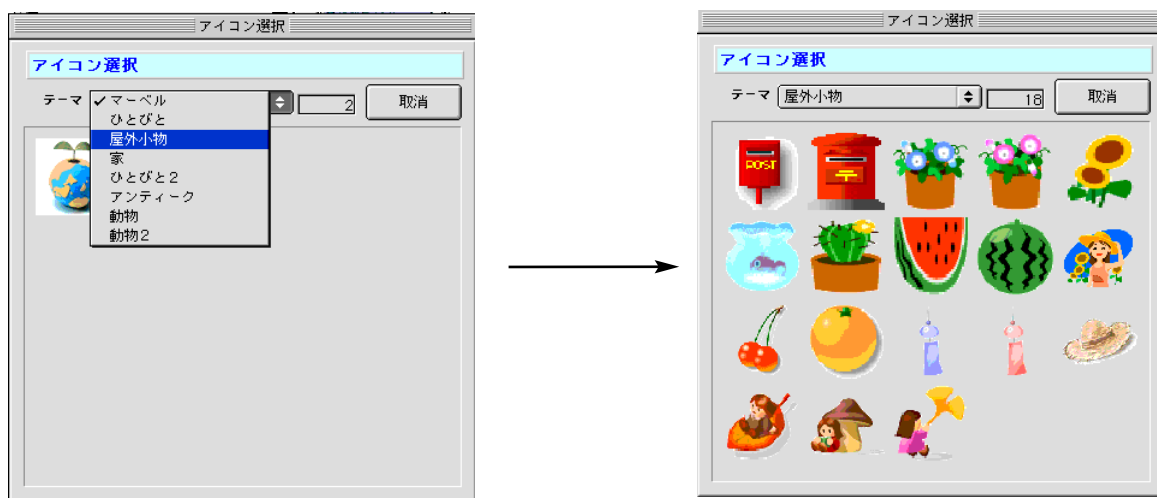 アイコン選択
アイコン選択
テーマ ✓マーベル 2 取消
ひとびと
屋外小物
家
ひとびと2
アンティーク
動物
動物2
アイコン選択
アイコン選択
テーマ 屋外小物 18 取消
POST
〒